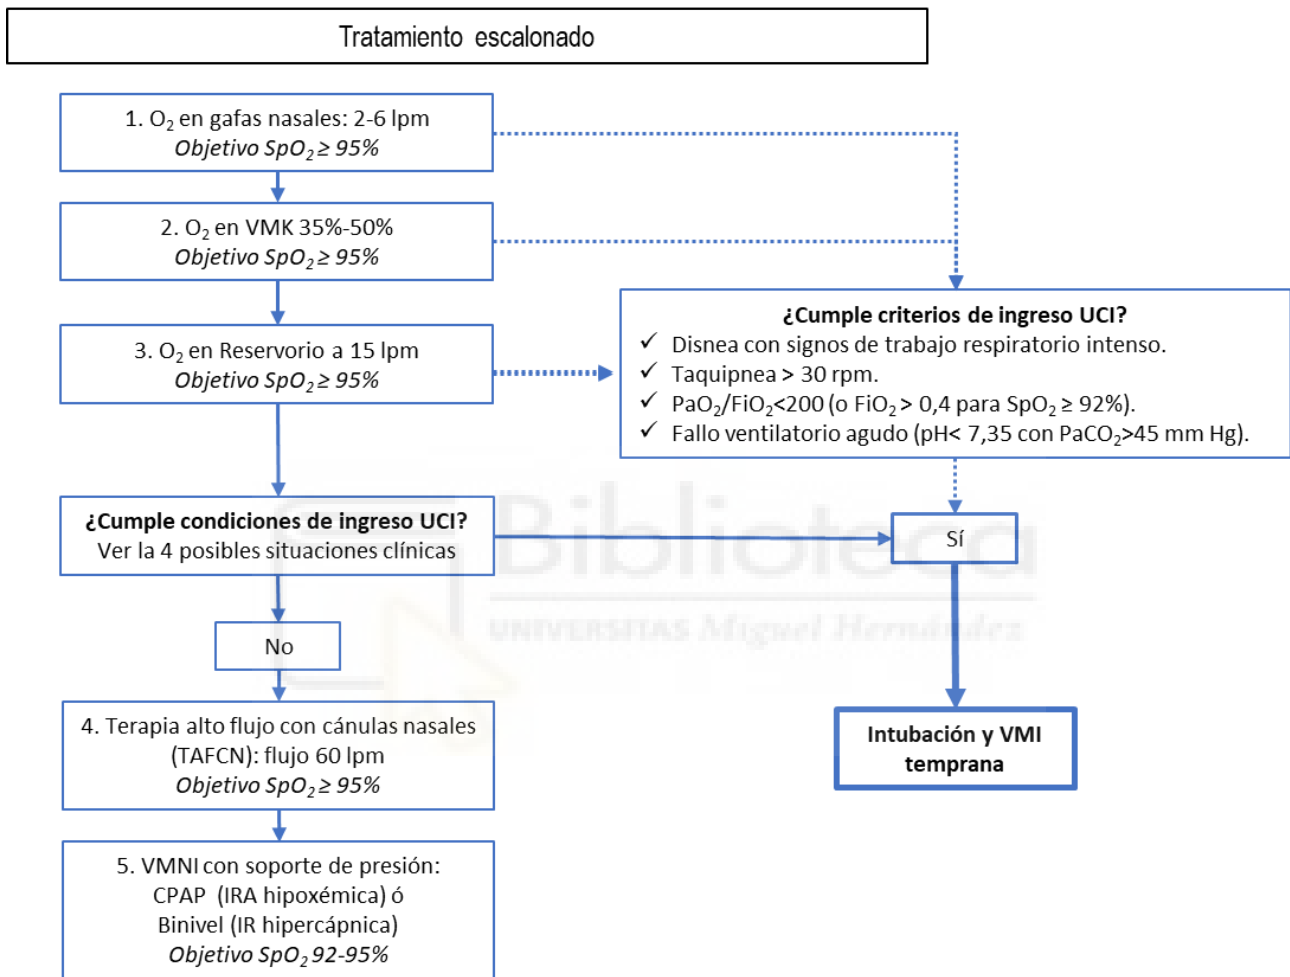 Tratamiento escalonado
1. O₂ en gafas nasales: 2-6 lpm
Objetivo SpO₂ ≥ 95%
2. O₂ en VMK 35%-50%
Objetivo SpO₂ ≥ 95%
3. O₂ en Reservorio a 15 lpm
Objetivo SpO₂ ≥ 95%
¿Cumple criterios de ingreso UCI?
✓ Disnea con signos de trabajo respiratorio intenso.
✓ Taquipnea > 30 rpm.
✓ PaO₂/FiO₂<200 (o FiO₂ > 0,4 para SpO₂ ≥ 92%).
✓ Fallo ventilatorio agudo (pH< 7,35 con PaCO₂>45 mm Hg).
¿Cumple condiciones de ingreso UCI?
Ver la 4 posibles situaciones clínicas
Sí
No
4. Terapia alto flujo con cánulas nasales
(TAFCN): flujo 60 lpm
Objetivo SpO₂ ≥ 95%
Intubación y VMI
temprana
5. VMNI con soporte de presión:
CPAP (IRA hipoxémica) ó
Binivel (IR hipercápnica)
Objetivo SpO₂ 92-95%
Biblioteca
UNIVERSITAS Miguel Hernández